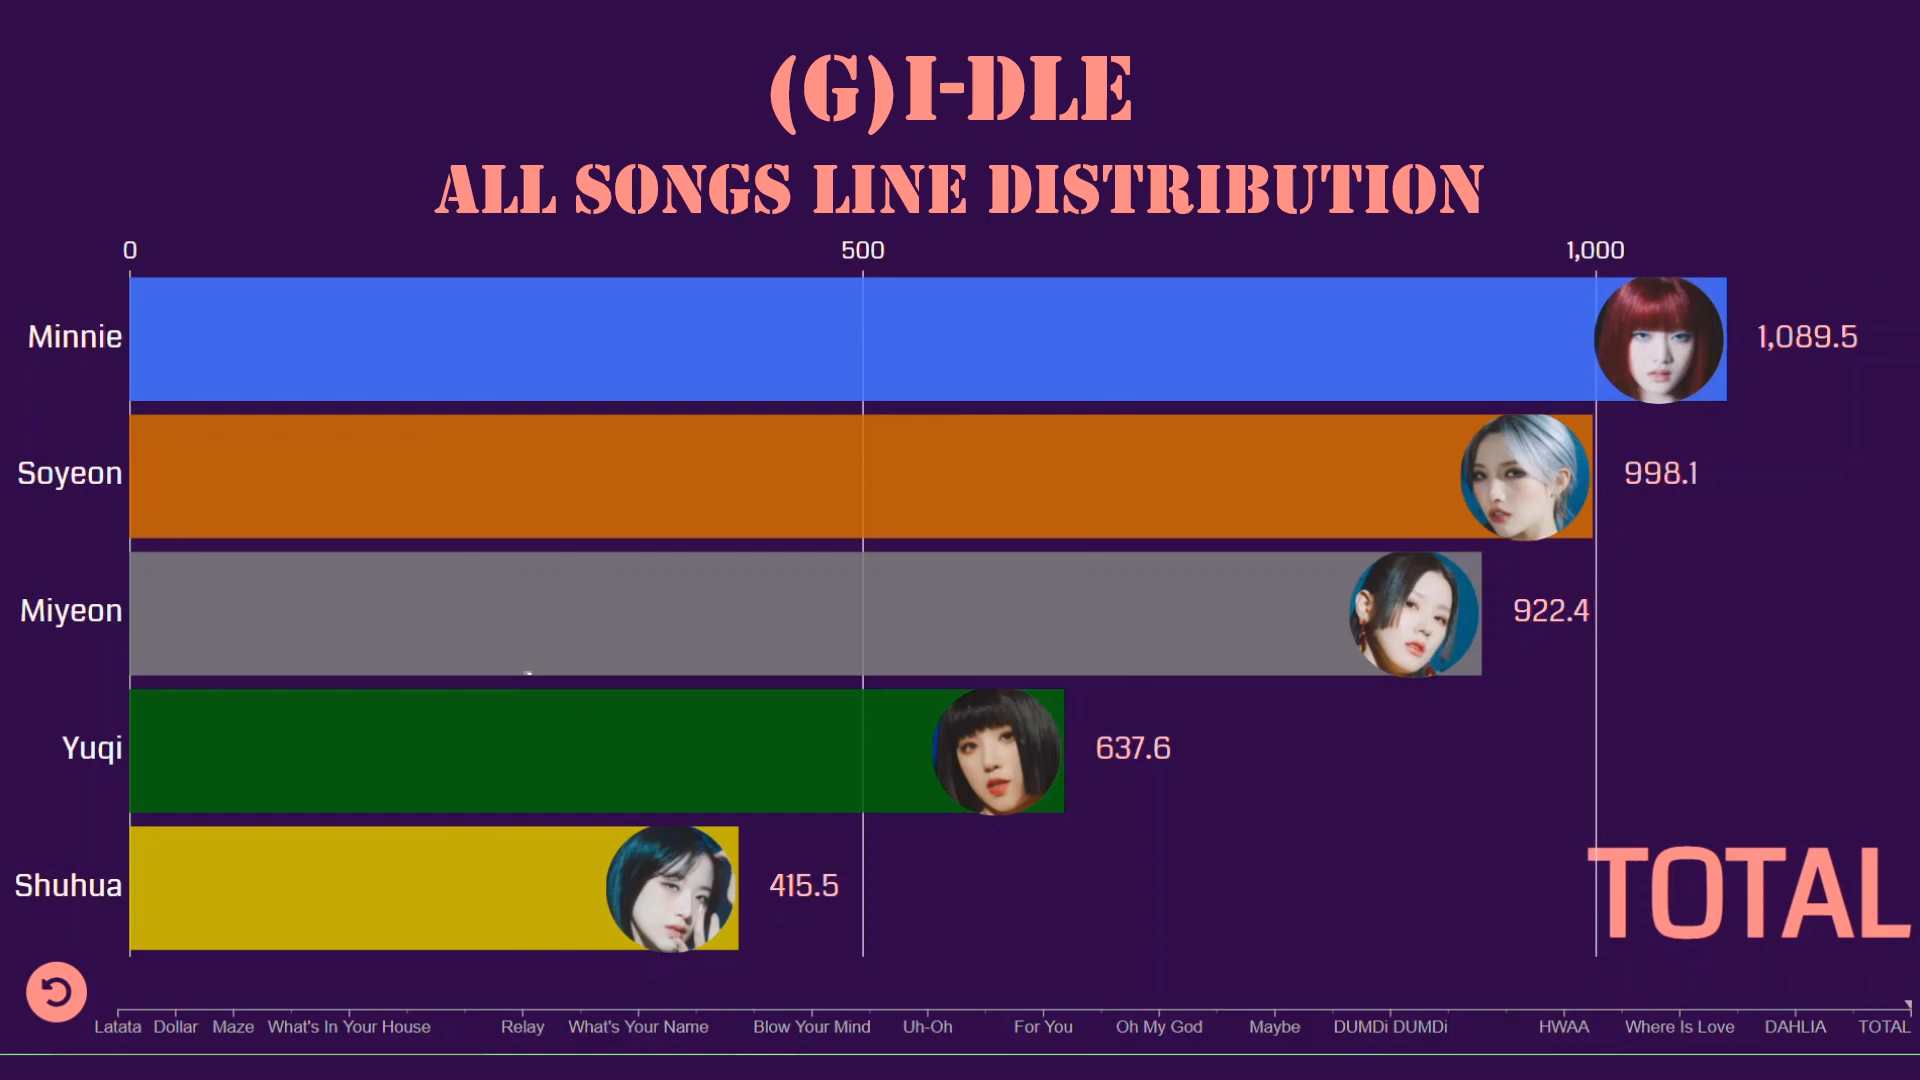 (G)I-DLE
ALL SONGS LINE DISTRIBUTION
0 500 1,000
Minnie 1,089.5
Soyeon 998.1
Miyeon 922.4
Yuqi 637.6
Shuhua 415.5
TOTAL
Latata Dollar Maze What's In Your House Relay What's Your Name Blow Your Mind Uh-Oh For You Oh My God Maybe DUMDi DUMDi HWAA Where Is Love DAHLIA TOTAL